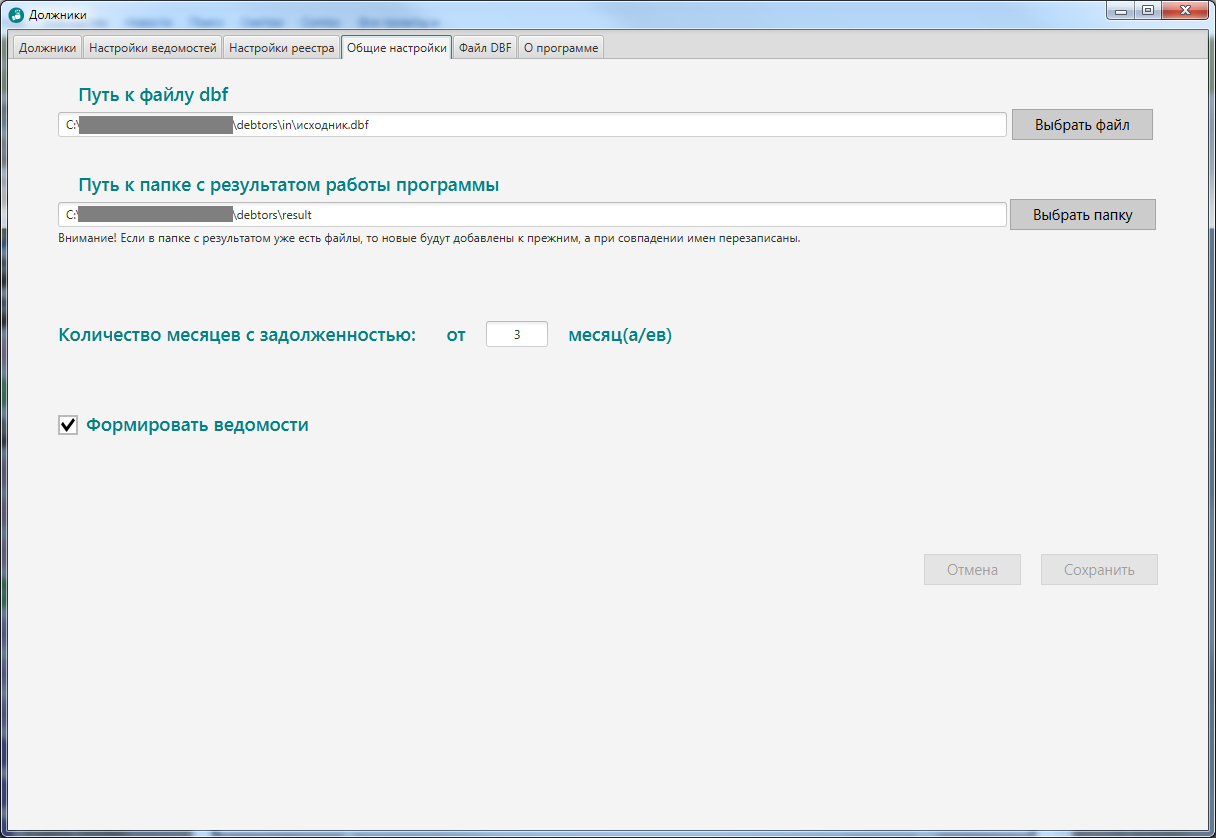 Должники
Должники Настройки ведомостей Настройки реестра Общие настройки Файл DBF О программе
Путь к файлу dbf
C:\ \debtors\in\исходник.dbf Выбрать файл
Путь к папке с результатом работы программы
C:\ \debtors\result Выбрать папку
Внимание! Если в папке с результатом уже есть файлы, то новые будут добавлены к прежним, а при совпадении имен перезаписаны.
Количество месяцев с задолженностью: от 3 месяц(а/ев)
Формировать ведомости
Отмена Сохранить